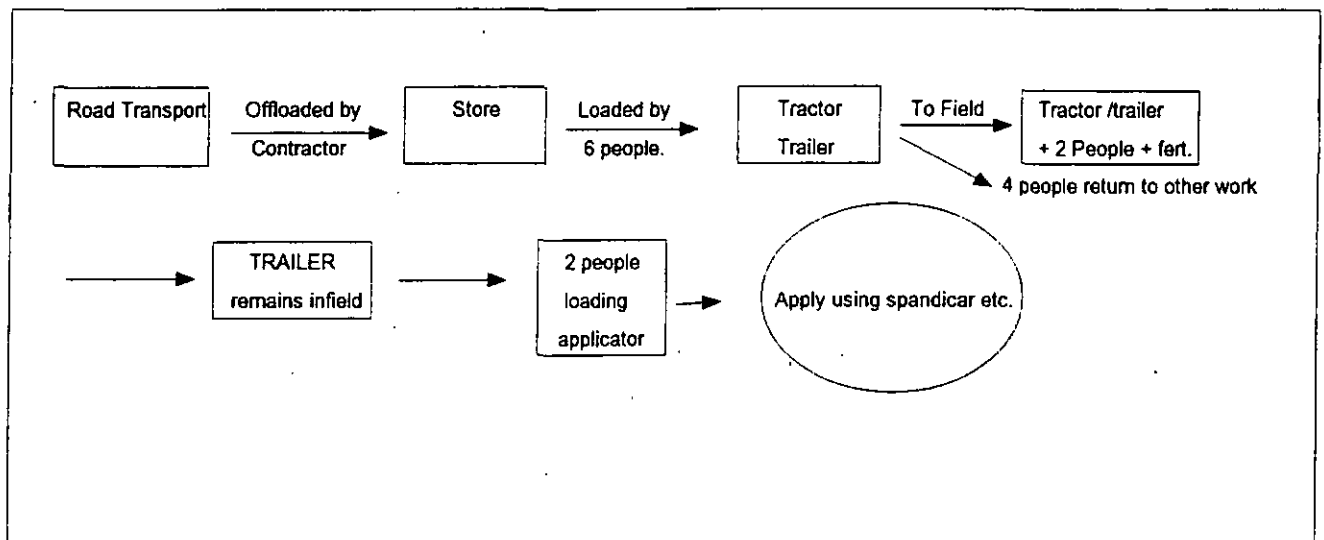 Road Transport
Offloaded by
Contractor
Store
Loaded by
6 people.
Tractor
Trailer
To Field
Tractor /trailer
+ 2 People + fert.
4 people return to other work
TRAILER
remains infield
2 people
loading
applicator
Apply using spandicar etc.